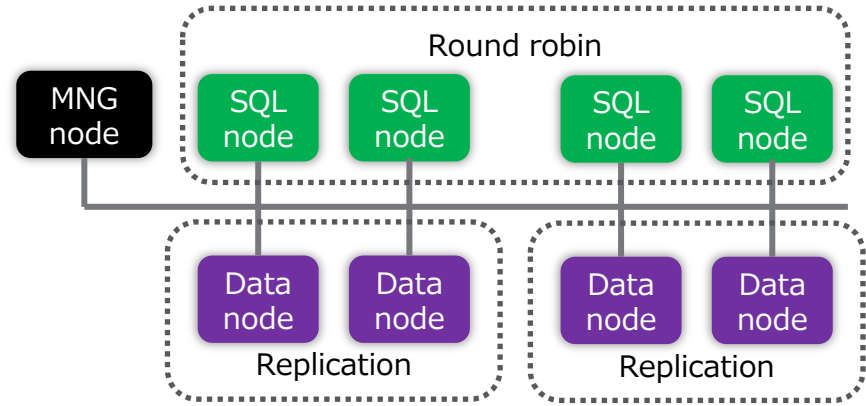 Round robin
MNG
node
SQL
node
SQL
node
SQL
node
SQL
node
Data
node
Data
node
Data
node
Data
node
Replication
Replication